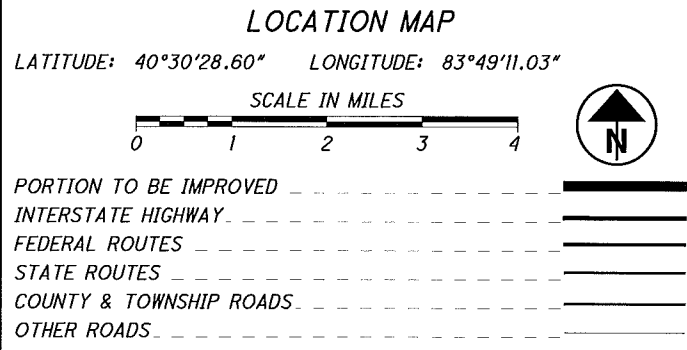 LOCATION MAP
LATITUDE: 40°30'28.60" LONGITUDE: 83°49'11.03"
SCALE IN MILES
0 1 2 3 4
N
PORTION TO BE IMPROVED
INTERSTATE HIGHWAY
FEDERAL ROUTES
STATE ROUTES
COUNTY & TOWNSHIP ROADS
OTHER ROADS